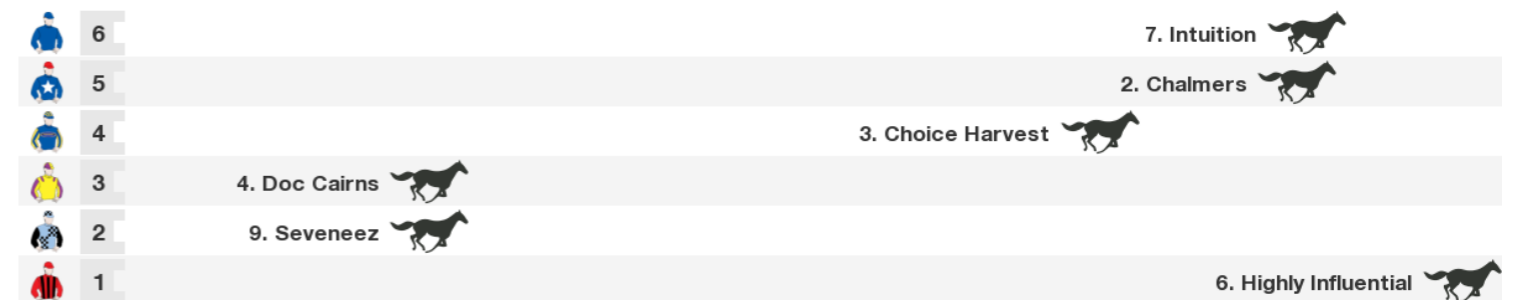 6 7. Intuition
5 2. Chalmers
4 3. Choice Harvest
3 4. Doc Cairns
2 9. Seveneez
1 6. Highly Influential